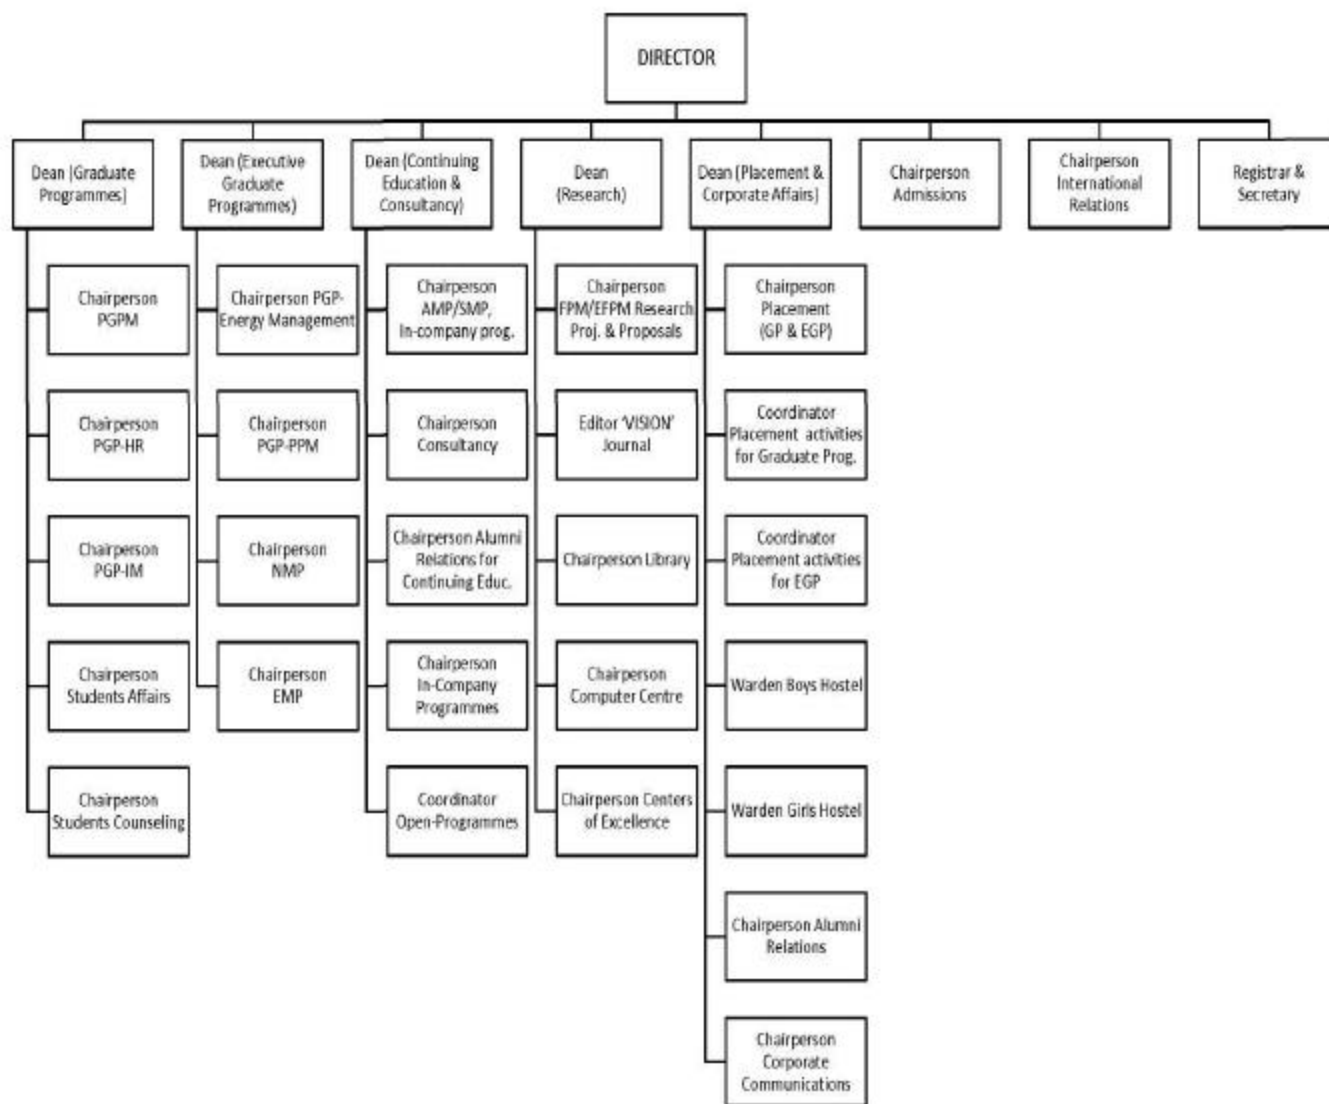 DIRECTOR
Dean (Graduate
Programmes)
Dean (Executive
Graduate
Programmes)
Dean (Continuing
Education &
Consultancy)
Dean
(Research)
Dean (Placement &
Corporate Affairs)
Chairperson
Admissions
Chairperson
International
Relations
Registrar &
Secretary
Chairperson
PGPM
Chairperson
PGP-HR
Chairperson
PGP-IM
Chairperson
Students Affairs
Chairperson
Students Counseling
Chairperson PGP-
Energy Management
Chairperson
PGP-PPM
Chairperson
NMP
Chairperson
EMP
Chairperson
AMP/SMP,
In-company prog.
Chairperson
Consultancy
Chairperson Alumni
Relations for
Continuing Educ.
Chairperson
In-Company
Programmes
Coordinator
Open-Programmes
Chairperson
FPM/EFPM Research
Proj. & Proposals
Editor ‘VISION’
Journal
Chairperson Library
Chairperson
Computer Centre
Chairperson Centers
of Excellence
Chairperson
Placement
(GP & EGP)
Coordinator
Placement activities
for Graduate Prog.
Coordinator
Placement activities
for EGP
Warden Boys Hostel
Warden Girls Hostel
Chairperson Alumni
Relations
Chairperson
Corporate
Communications